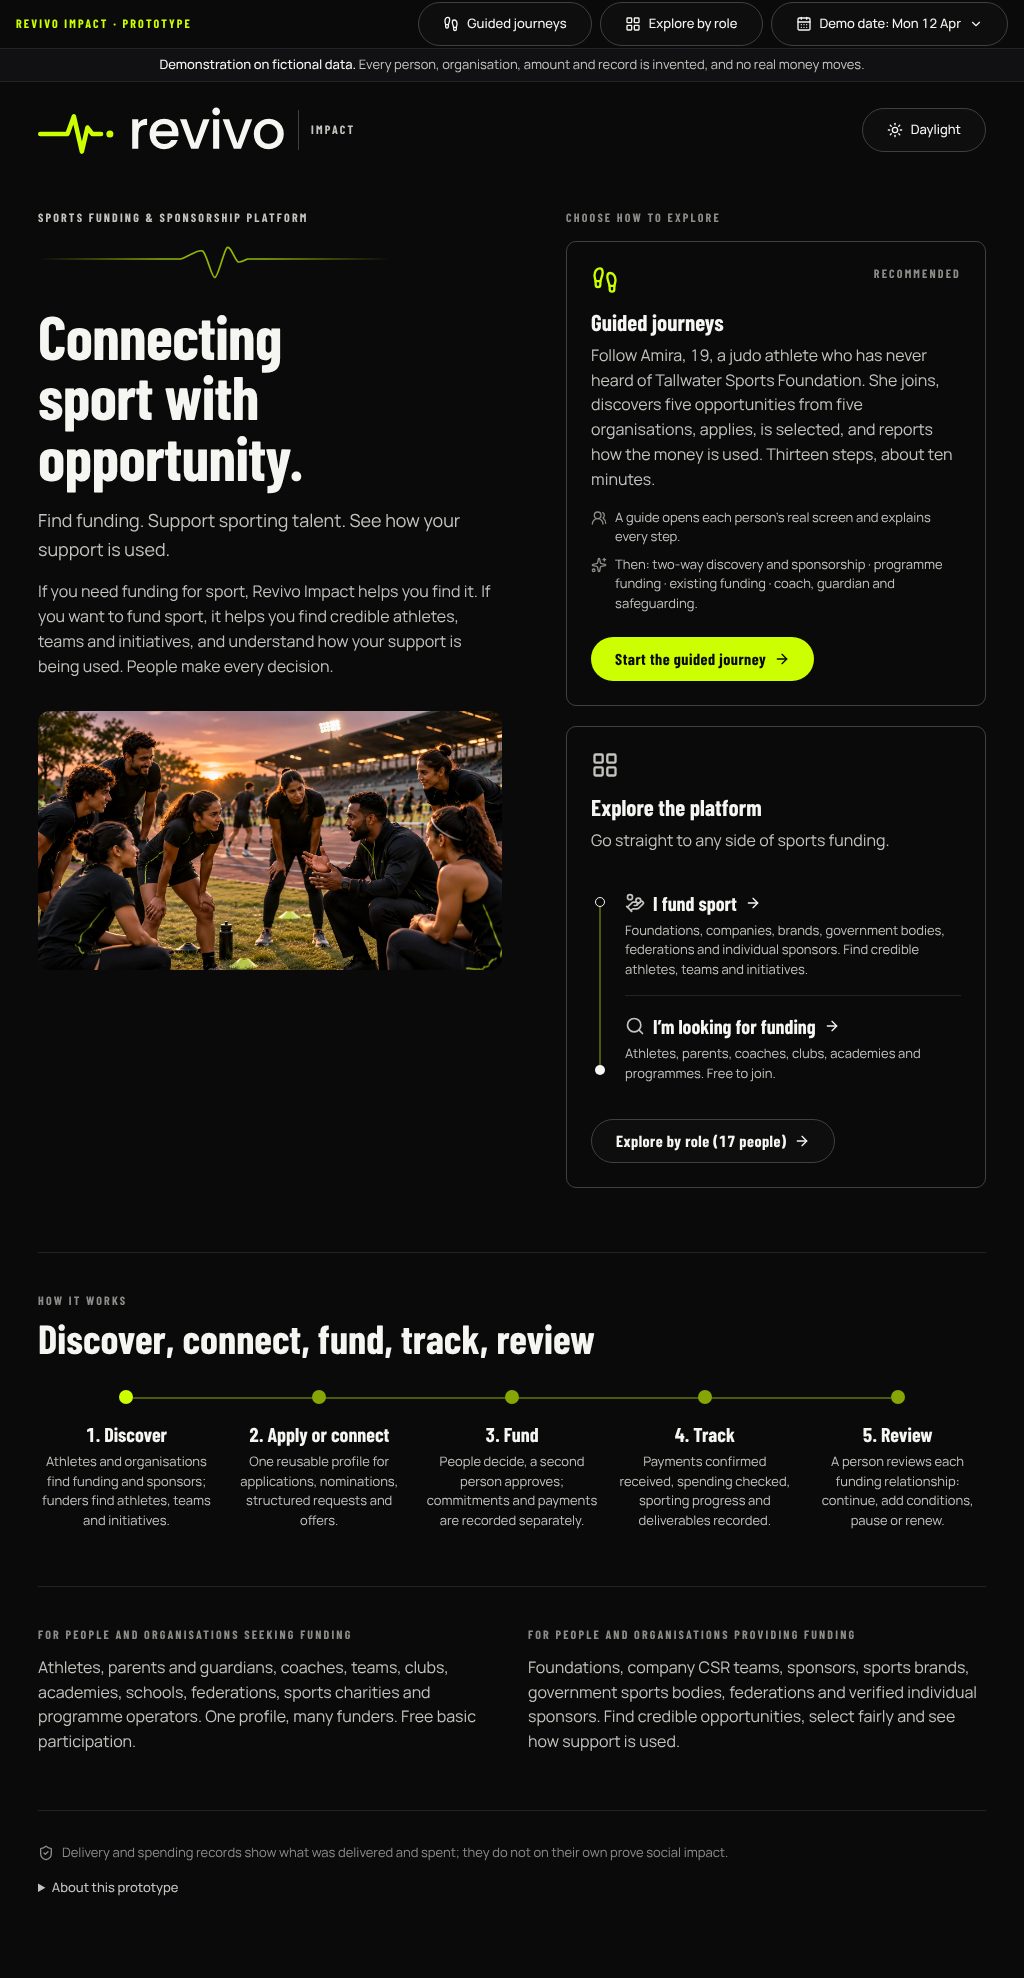 REVIVO IMPACT · PROTOTYPE
Guided journeys
Explore by role
Demo date: Mon 12 Apr
Demonstration on fictional data. Every person, organisation, amount and record is invented, and no real money moves.
revivo
IMPACT
Daylight
SPORTS FUNDING & SPONSORSHIP PLATFORM
Connecting
sport with
opportunity.
Find funding. Support sporting talent. See how your
support is used.
If you need funding for sport, Revivo Impact helps you find it. If
you want to fund sport, it helps you find credible athletes,
teams and initiatives, and understand how your support is
being used. People make every decision.
CHOOSE HOW TO EXPLORE
RECOMMENDED
Guided journeys
Follow Amira, 19, a judo athlete who has never
heard of Tallwater Sports Foundation. She joins,
discovers five opportunities from five
organisations, applies, is selected, and reports
how the money is used. Thirteen steps, about ten
minutes.
A guide opens each person's real screen and explains
every step.
Then: two-way discovery and sponsorship · programme
funding · existing funding · coach, guardian and
safeguarding.
Start the guided journey
Explore the platform
Go straight to any side of sports funding.
I fund sport
Foundations, companies, brands, government bodies,
federations and individual sponsors. Find credible
athletes, teams and initiatives.
I'm looking for funding
Athletes, parents, coaches, clubs, academies and
programmes. Free to join.
Explore by role (17 people)
HOW IT WORKS
Discover, connect, fund, track, review
1. Discover
Athletes and organisations
find funding and sponsors;
funders find athletes, teams
and initiatives.
2. Apply or connect
One reusable profile for
applications, nominations,
structured requests and
offers.
3. Fund
People decide, a second
person approves;
commitments and payments
are recorded separately.
4. Track
Payments confirmed
received, spending checked,
sporting progress and
deliverables recorded.
5. Review
A person reviews each
funding relationship:
continue, add conditions,
pause or renew.
FOR PEOPLE AND ORGANISATIONS SEEKING FUNDING
Athletes, parents and guardians, coaches, teams, clubs,
academies, schools, federations, sports charities and
programme operators. One profile, many funders. Free basic
participation.
FOR PEOPLE AND ORGANISATIONS PROVIDING FUNDING
Foundations, company CSR teams, sponsors, sports brands,
government sports bodies, federations and verified individual
sponsors. Find credible opportunities, select fairly and see
how support is used.
Delivery and spending records show what was delivered and spent; they do not on their own prove social impact.
About this prototype